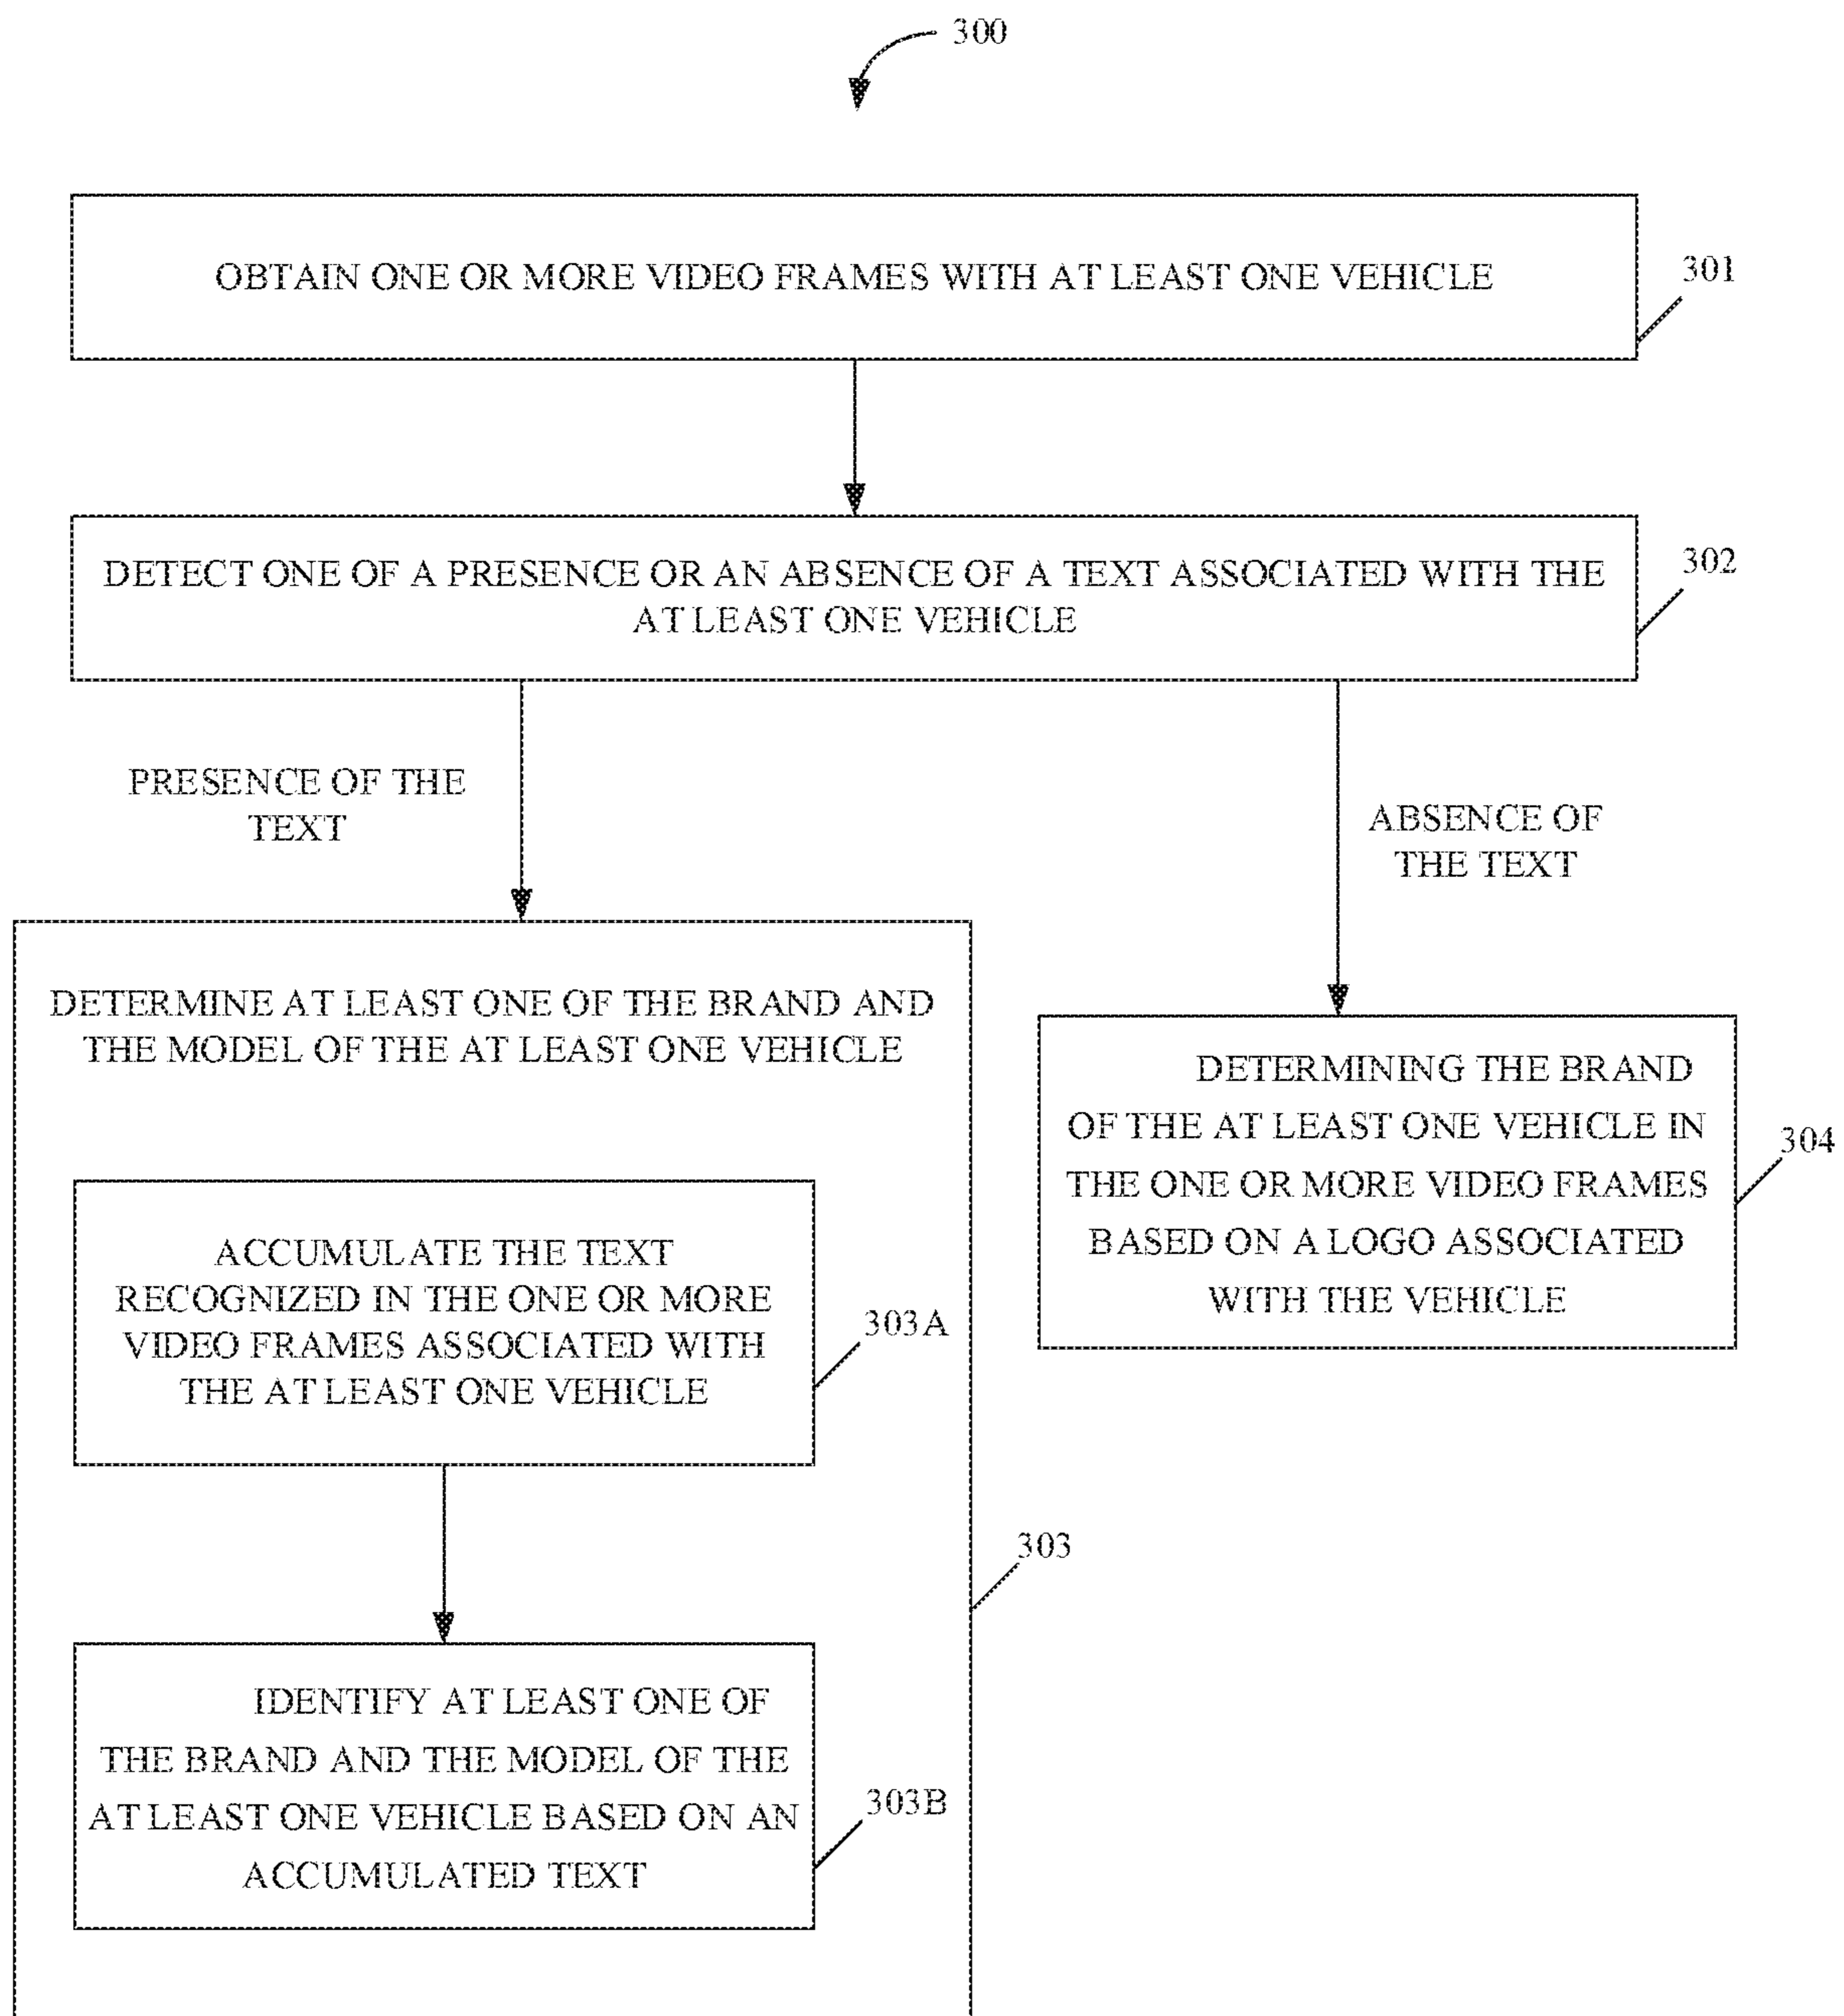 300
OBTAIN ONE OR MORE VIDEO FRAMES WITH AT LEAST ONE VEHICLE
301
DETECT ONE OF A PRESENCE OR AN ABSENCE OF A TEXT ASSOCIATED WITH THE
AT LEAST ONE VEHICLE
302
PRESENCE OF THE
TEXT
ABSENCE OF
THE TEXT
DETERMINE AT LEAST ONE OF THE BRAND AND
THE MODEL OF THE AT LEAST ONE VEHICLE
ACCUMULATE THE TEXT
RECOGNIZED IN THE ONE OR MORE
VIDEO FRAMES ASSOCIATED WITH
THE AT LEAST ONE VEHICLE
303A
IDENTIFY AT LEAST ONE OF
THE BRAND AND THE MODEL OF THE
AT LEAST ONE VEHICLE BASED ON AN
ACCUMULATED TEXT
303B
303
DETERMINING THE BRAND
OF THE AT LEAST ONE VEHICLE IN
THE ONE OR MORE VIDEO FRAMES
BASED ON A LOGO ASSOCIATED
WITH THE VEHICLE
304